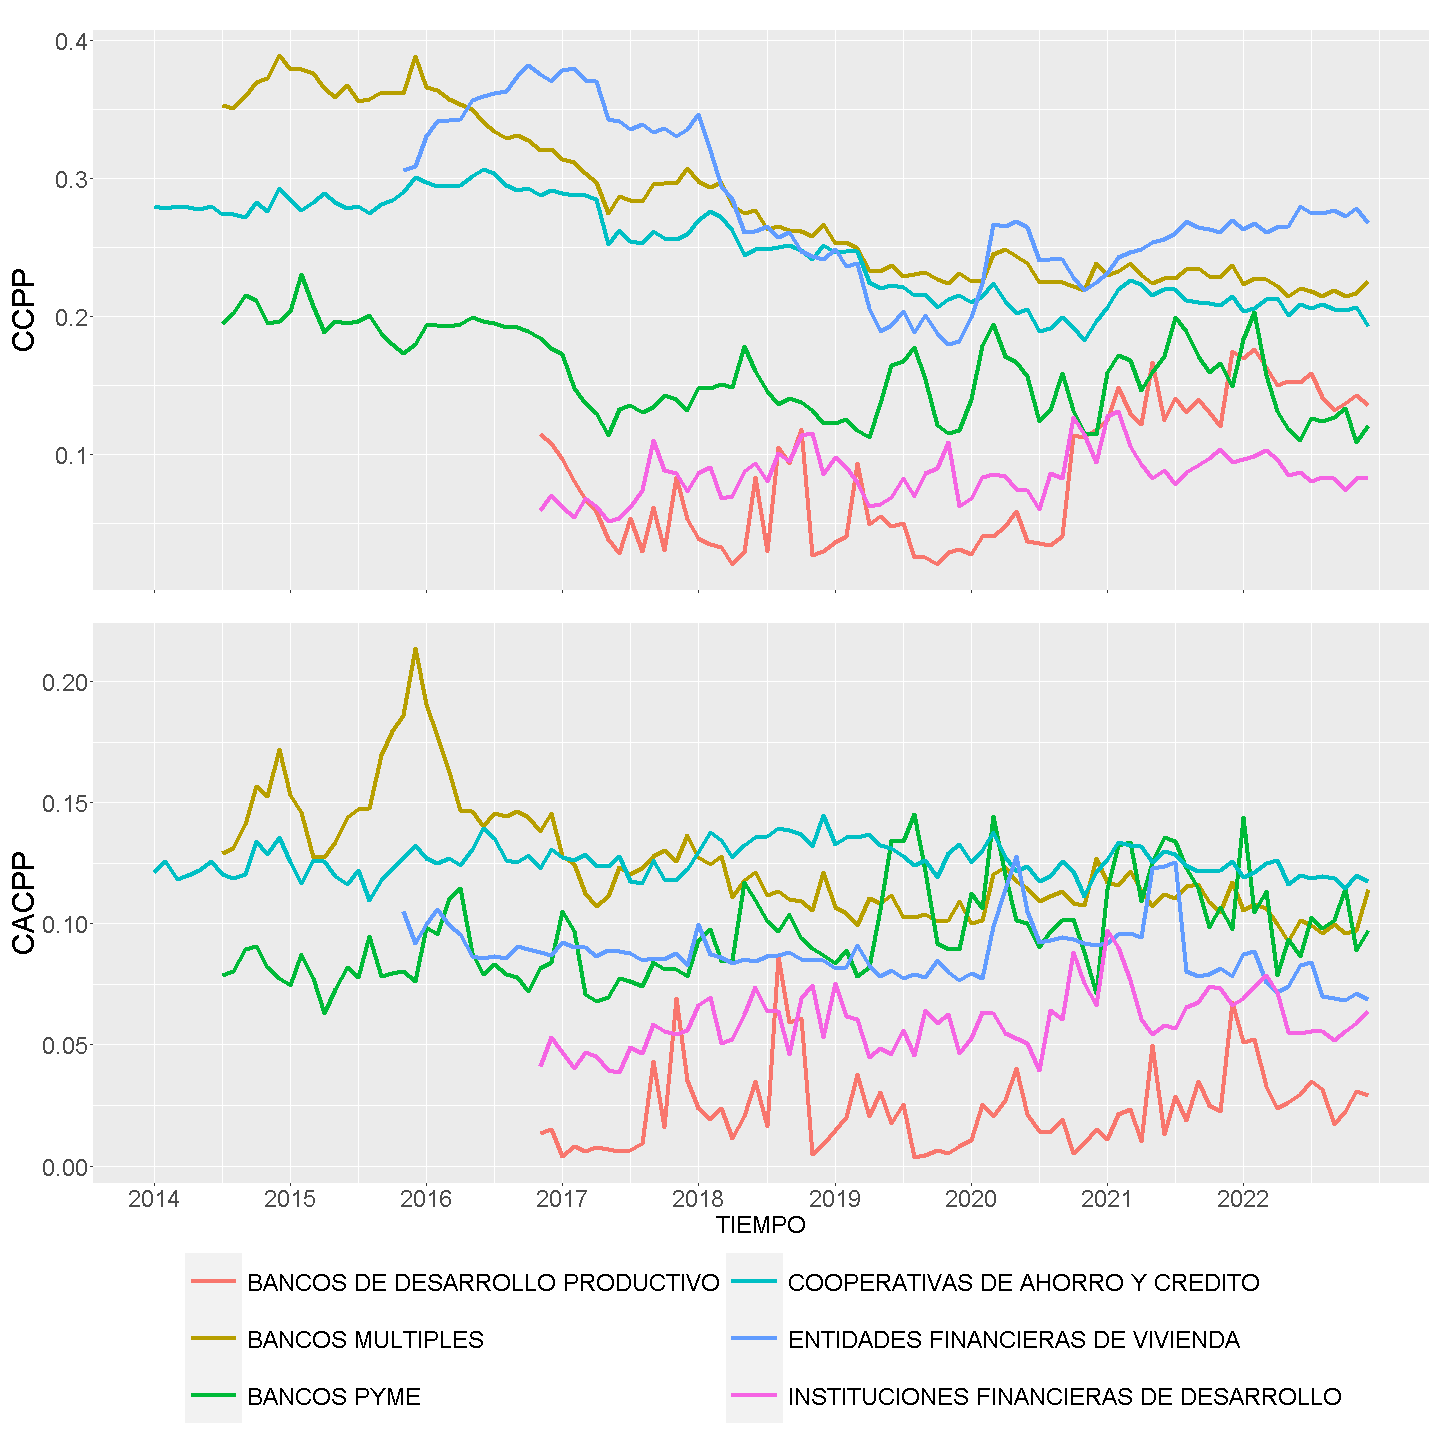 0.4
0.3
0.2
0.1
CCPP
0.20
0.15
0.10
0.05
0.00
CACPP
2014 2015 2016 2017 2018 2019 2020 2021 2022
TIEMPO
BANCOS DE DESARROLLO PRODUCTIVO
BANCOS MULTIPLES
BANCOS PYME
COOPERATIVAS DE AHORRO Y CREDITO
ENTIDADES FINANCIERAS DE VIVIENDA
INSTITUCIONES FINANCIERAS DE DESARROLLO